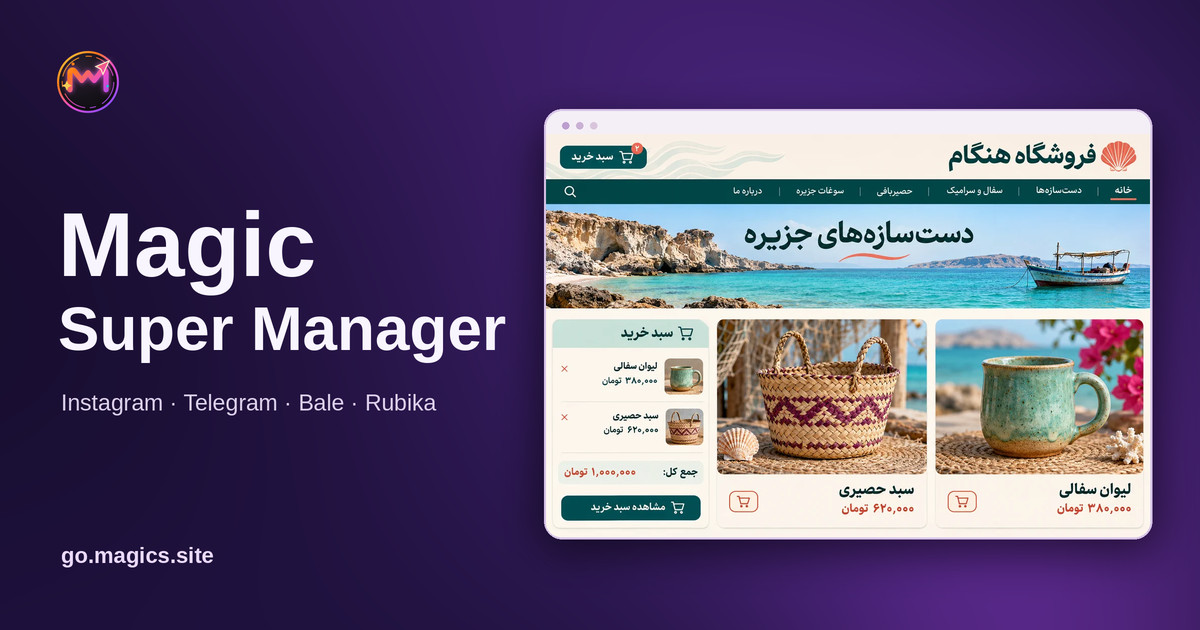 Magic
Super Manager
Instagram · Telegram · Bale · Rubika
go.magics.site
فروشگاه هنگام
سبد خرید
۲
خانه | دست‌سازه‌ها | سفال و سرامیک | حصیربافی | سوغات جزیره | درباره ما
دست‌سازه‌های جزیره
لیوان سفالی
۳۸۰,۰۰۰ تومان
سبد حصیری
۶۲۰,۰۰۰ تومان
سبد خرید
لیوان سفالی
۳۸۰,۰۰۰ تومان
×
سبد حصیری
۶۲۰,۰۰۰ تومان
×
جمع کل: ۱,۰۰۰,۰۰۰ تومان
مشاهده سبد خرید